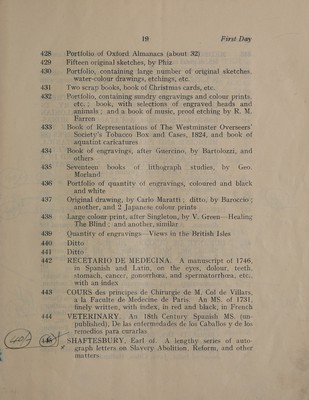 19 First Day
428 Portfolio of Oxford Almanacs (about 32)
429 Fifteen original sketches, by Phiz
430 Portfolio, containing large number of original sketches,
water-colour drawings, etchings, etc.
431 Two scrap books, book of Christmas cards, etc.
432 Portfolio, containing sundry engravings and colour prints,
etc.; book, with selections of engraved heads and
animals; and a book of music, proof etching by R. M.
Farren
433 Book of Representations of The Westminster Overseers'
Society's Tobacco Box and Cases, 1824, and book of
aquatint caricatures
434 Book of engravings, after Guercino, by Bartolozzi, and
others
435 Seventeen books of lithograph studies, by Geo.
Morland
436 Portfolio of quantity of engravings, coloured and black
and white
437 Original drawing, by Carlo Maratti; ditto, by Baroccio;
another, and 2 Japanese colour prints
438 Large colour print, after Singleton, by V. Green—Healing
The Blind; and another, similar
439 Quantity of engravings—Views in the British Isles
440 Ditto
441 Ditto
442 RECETARIO DE MEDECINA. A manuscript of 1746,
in Spanish and Latin, on the eyes, dolour, teeth,
stomach, cancer, gonorrhœa, and spermatorrhœa, etc.,
with an index
443 COURS des principes de Chirurgie de M. Col de Villars,
a la Faculte de Medecine de Paris. An MS. of 1731,
finely written, with index, in red and black, in French
444 VETERINARY. An 18th Century Spanish MS. (un-
published), De las enfermedades de los Caballos y de los
remedios para curarlas
SHAFTESBURY, Earl of. A lengthy series of auto-
graph letters on Slavery Abolition, Reform, and other
matters